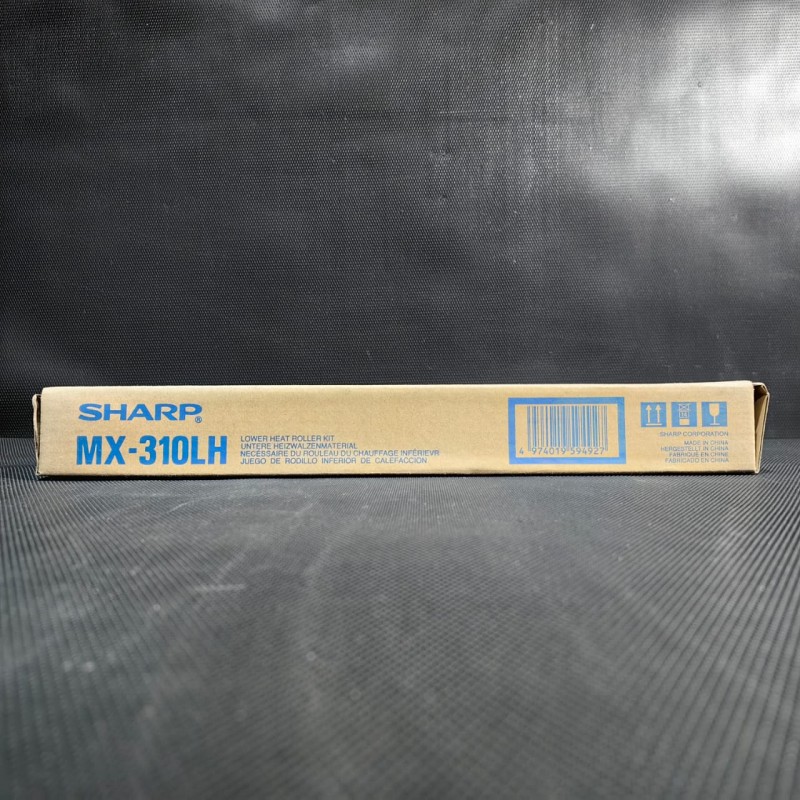 SHARP®
MX-310LH
LOWER HEAT ROLLER KIT
UNTERE HEIZWALZENMATERIAL
NÉCESSAIRE DU ROULEAU DU CHAUFFAGE INFÉRIEVR
JUEGO DE RODILLO INFERIOR DE CALEFACCION
4 974019 594927
SHARP CORPORATION
MADE IN CHINA
HERGESTELLT IN CHINA
FABRIQUE EN CHINE
FABRICADO EN CHINA